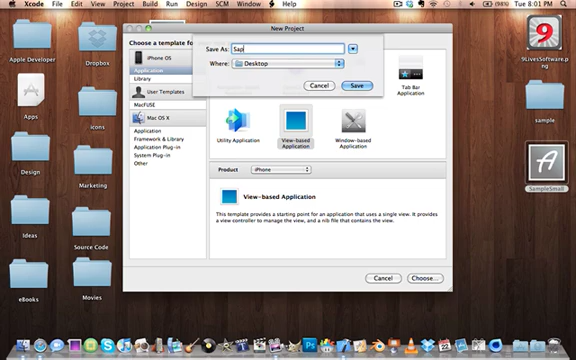 Xcode File Edit View Project Build Run Design SCM Window Help
Tue 8:01 PM
New Project
Choose a template for
iPhone OS
Application
Library
User Templates
MacFUSE
Mac OS X
Application
Framework & Library
Application Plug-in
System Plug-in
Other
Save As: Sap
Where: Desktop
Cancel Save
Tab Bar
Application
Utility Application
View-based
Application
Window-based
Application
Product iPhone
View-based Application
This template provides a starting point for an application that uses a single view. It provides
a view controller to manage the view, and a nib file that contains the view.
Cancel Choose...
Apple Developer
Dropbox
Apps
icons
Design
Marketing
Ideas
Source Code
eBooks
Movies
9
9LivesSoftware.p
ng
sample
A
SampleSmall